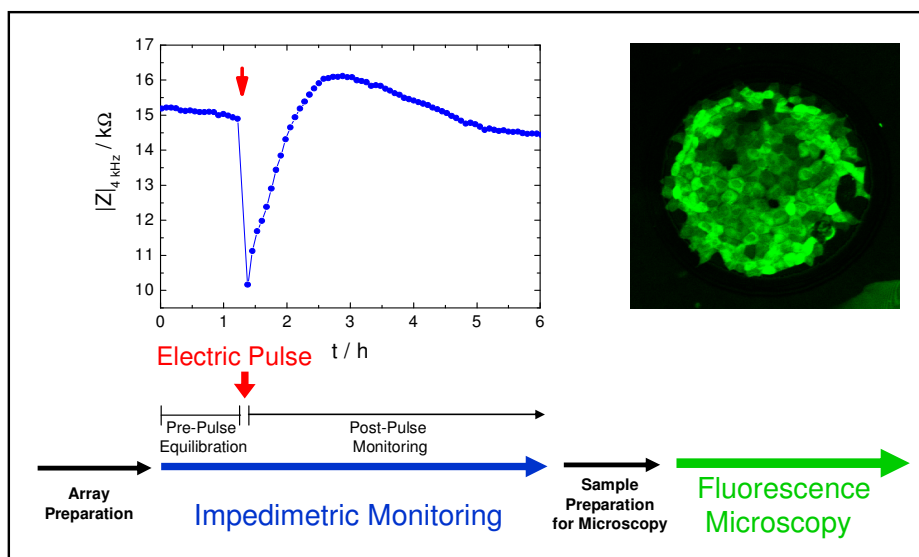 17
16
15
14
13
12
11
10
|Z|4 kHz / kΩ
0 1 2 3 4 5 6
t / h
Electric Pulse
Pre-Pulse
Equilibration
Post-Pulse
Monitoring
Array
Preparation
Impedimetric Monitoring
Sample
Preparation
for Microscopy
Fluorescence
Microscopy